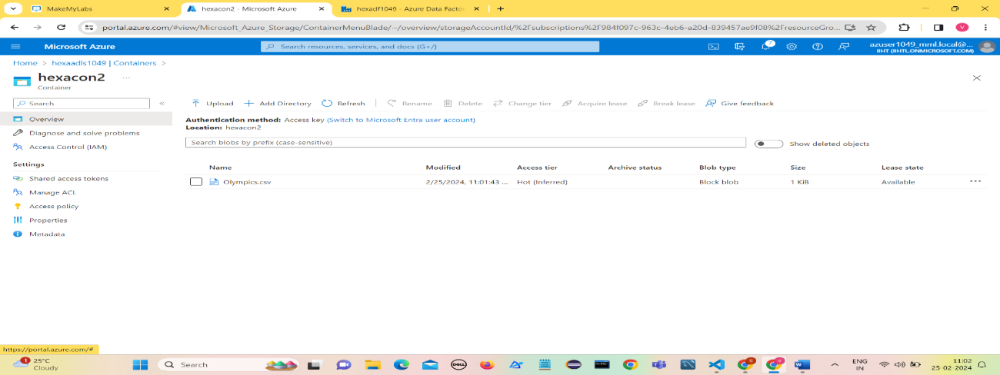 MakeMyLabs
hexacon2 - Microsoft Azure
hexadf1049 - Azure Data Factor
portal.azure.com/#view/Microsoft_Azure_Storage/ContainerMenuBlade/~/overview/storageAccountId/%2Fsubscriptions%2F984f097c-963c-4eb6-a20d-839457ae9f08%2FresourceGro...
V
Microsoft Azure
Search resources, services, and docs (G+/)
7
azuser1049_mml.local@...
IIHT (IIHTL.ONMICROSOFT.COM)
Home > hexaadls1049 | Containers >
hexacon2 ...
Container
Search
Upload Add Directory Refresh Rename Delete Change tier Acquire lease Break lease Give feedback
Overview
Diagnose and solve problems
Access Control (IAM)
Settings
Shared access tokens
Manage ACL
Access policy
Properties
Metadata
Authentication method: Access key (Switch to Microsoft Entra user account)
Location: hexacon2
Search blobs by prefix (case-sensitive)
Show deleted objects
Name Modified Access tier Archive status Blob type Size Lease state
Olympics.csv 2/25/2024, 11:01:43 ... Hot (Inferred) Block blob 1 KiB Available ...
https://portal.azure.com/#
1
25°C
Cloudy
Search
DELL
ENG
IN
11:02
25-02-2024